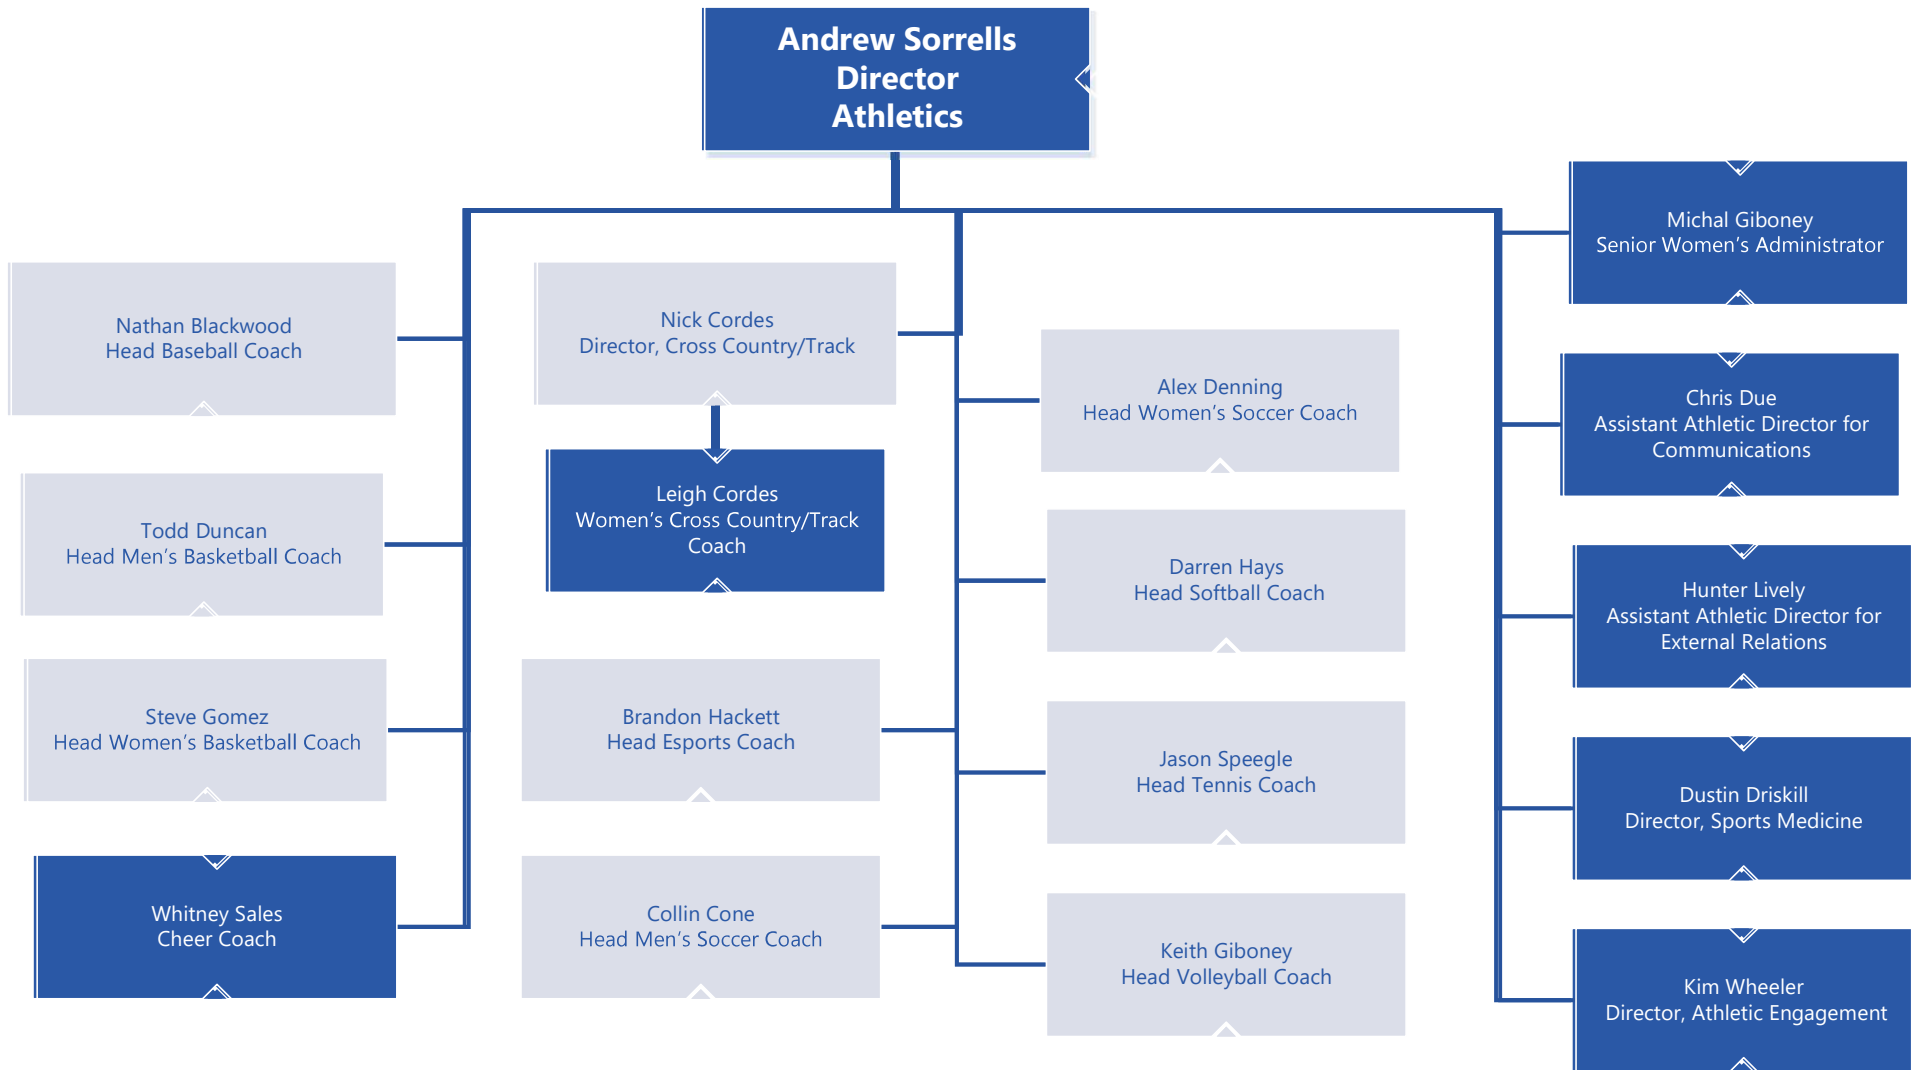 Andrew Sorrells
Director
Athletics
Nathan Blackwood
Head Baseball Coach
Todd Duncan
Head Men's Basketball Coach
Steve Gomez
Head Women's Basketball Coach
Whitney Sales
Cheer Coach
Nick Cordes
Director, Cross Country/Track
Leigh Cordes
Women's Cross Country/Track
Coach
Brandon Hackett
Head Esports Coach
Collin Cone
Head Men's Soccer Coach
Alex Denning
Head Women's Soccer Coach
Darren Hays
Head Softball Coach
Jason Speegle
Head Tennis Coach
Keith Giboney
Head Volleyball Coach
Michal Giboney
Senior Women's Administrator
Chris Due
Assistant Athletic Director for
Communications
Hunter Lively
Assistant Athletic Director for
External Relations
Dustin Driskill
Director, Sports Medicine
Kim Wheeler
Director, Athletic Engagement